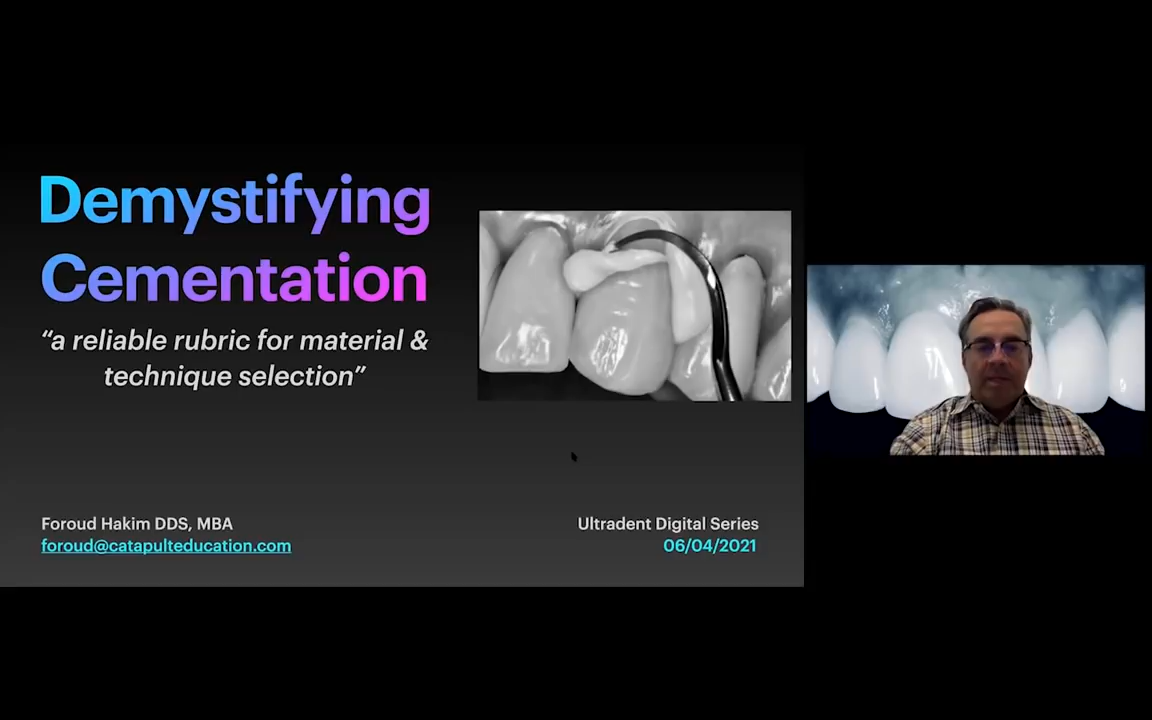 Demystifying
Cementation
“a reliable rubric for material &
technique selection”
Foroud Hakim DDS, MBA
foroud@catapulteducation.com
Ultradent Digital Series
06/04/2021